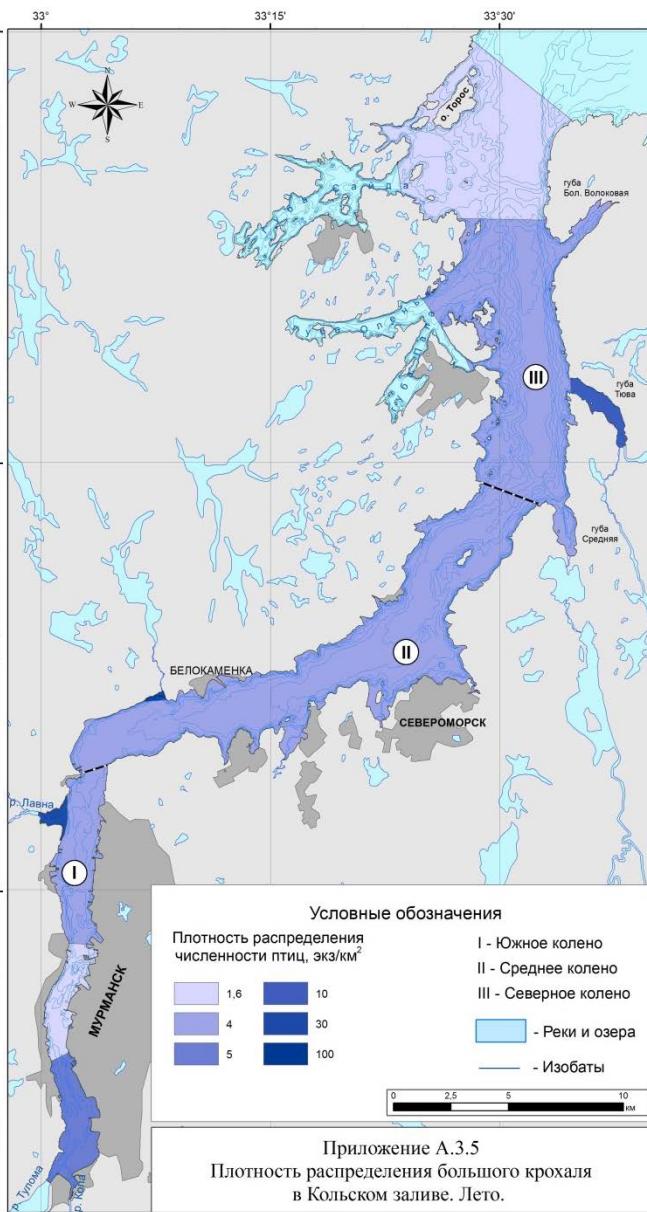 33°
33°15'
33°30'
N
W
E
S
о. Торос
губа
Бол. Волоковая
III
губа
Тюва
губа
Средняя
II
БЕЛОКАМЕНКА
СЕВЕРОМОРСК
р. Лавна
I
МУРМАНСК
р. Тулома
р. Кола
Условные обозначения
Плотность распределения
численности птиц, экз/км²
1,6
10
4
30
5
100
I - Южное колено
II - Среднее колено
III - Северное колено
- Реки и озера
- Изобаты
0
2,5
5
10
км
Приложение А.3.5
Плотность распределения большого крохаля
в Кольском заливе. Лето.